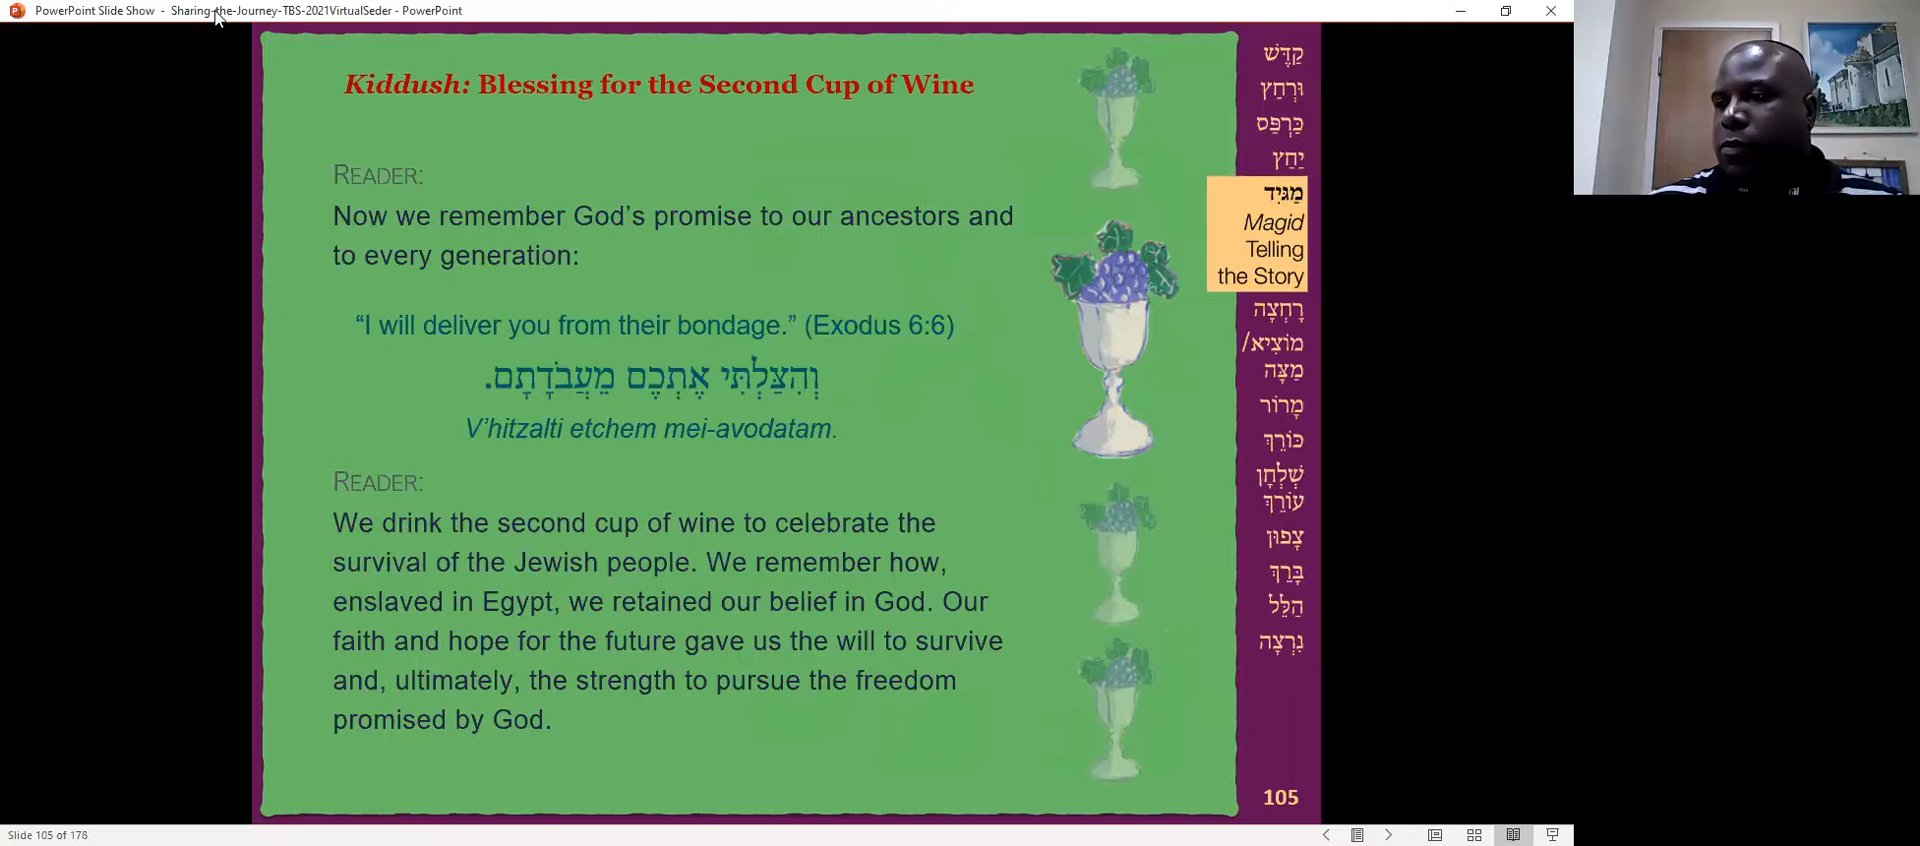 PowerPoint Slide Show - Sharing-the-Journey-TBS-2021VirtualSeder - PowerPoint
Kiddush: Blessing for the Second Cup of Wine
READER:
Now we remember God’s promise to our ancestors and
to every generation:
“I will deliver you from their bondage.” (Exodus 6:6)
וְהִצַּלְתִּי אֶתְכֶם מֵעֲבֹדָתָם.
V’hitzalti etchem mei-avodatam.
READER:
We drink the second cup of wine to celebrate the
survival of the Jewish people. We remember how,
enslaved in Egypt, we retained our belief in God. Our
faith and hope for the future gave us the will to survive
and, ultimately, the strength to pursue the freedom
promised by God.
קַדֶּשׁ
וּרְחַץ
כַּרְפַּס
יַחַץ
מַגִּיד
Magid
Telling
the Story
רָחְצָה
מוֹצִיא/
מַצָּה
מָרוֹר
כּוֹרֵךְ
שֻׁלְחָן
עוֹרֵךְ
צָפוּן
בָּרֵךְ
הַלֵּל
נִרְצָה
105
Slide 105 of 178